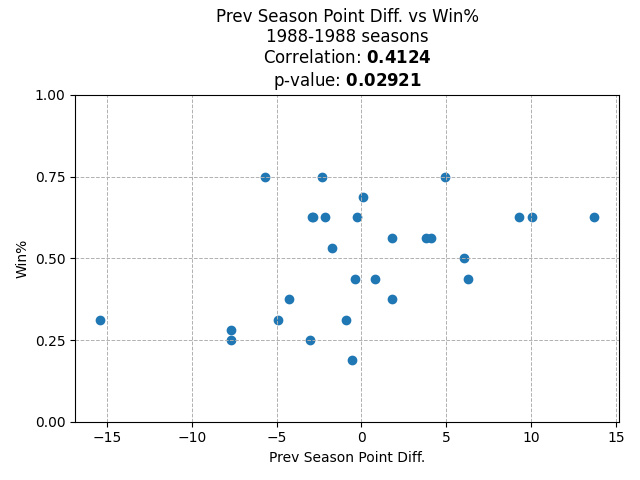 Prev Season Point Diff. vs Win%
1988-1988 seasons
Correlation: 0.4124
p-value: 0.02921
1.00
0.75
0.50
0.25
0.00
Win%
−15
−10
−5
0
5
10
15
Prev Season Point Diff.